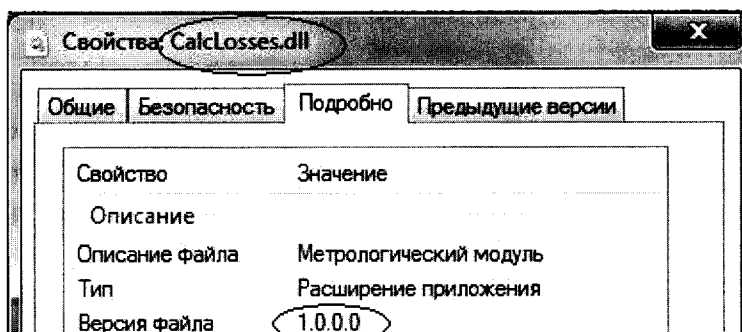 Свойства: CalcLosses.dll
x
Общие Безопасность Подробно Предыдущие версии
Свойство Значение
Описание
Описание файла Метрологический модуль
Тип Расширение приложения
Версия файла 1.0.0.0